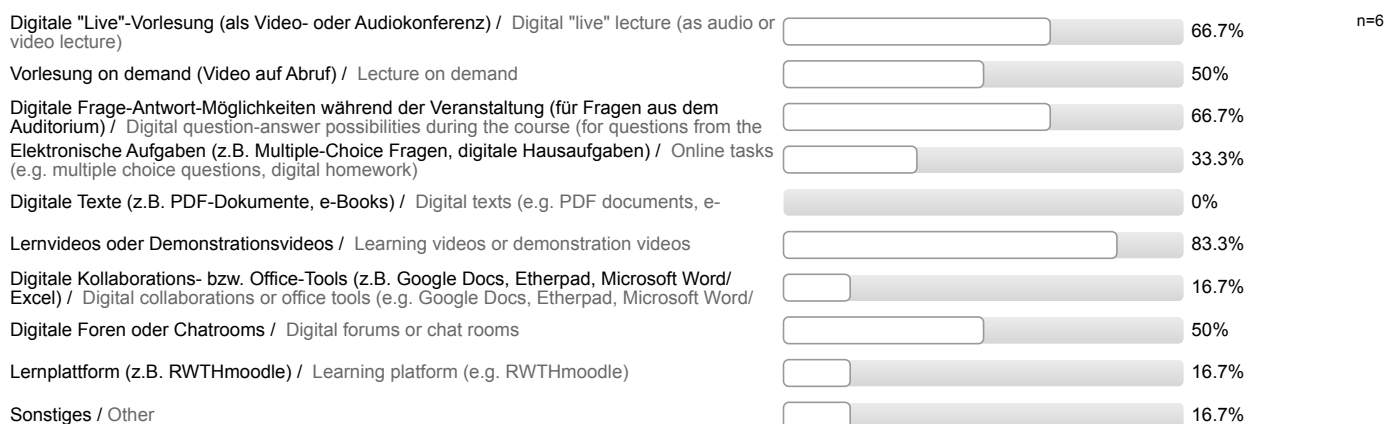 Digitale "Live"-Vorlesung (als Video- oder Audiokonferenz) / Digital "live" lecture (as audio or
video lecture)
66.7%
n=6
Vorlesung on demand (Video auf Abruf) / Lecture on demand
50%
Digitale Frage-Antwort-Möglichkeiten während der Veranstaltung (für Fragen aus dem
Auditorium) / Digital question-answer possibilities during the course (for questions from the
66.7%
Elektronische Aufgaben (z.B. Multiple-Choice Fragen, digitale Hausaufgaben) / Online tasks
(e.g. multiple choice questions, digital homework)
33.3%
Digitale Texte (z.B. PDF-Dokumente, e-Books) / Digital texts (e.g. PDF documents, e-
0%
Lernvideos oder Demonstrationsvideos / Learning videos or demonstration videos
83.3%
Digitale Kollaborations- bzw. Office-Tools (z.B. Google Docs, Etherpad, Microsoft Word/
Excel) / Digital collaborations or office tools (e.g. Google Docs, Etherpad, Microsoft Word/
16.7%
Digitale Foren oder Chatrooms / Digital forums or chat rooms
50%
Lernplattform (z.B. RWTHmoodle) / Learning platform (e.g. RWTHmoodle)
16.7%
Sonstiges / Other
16.7%